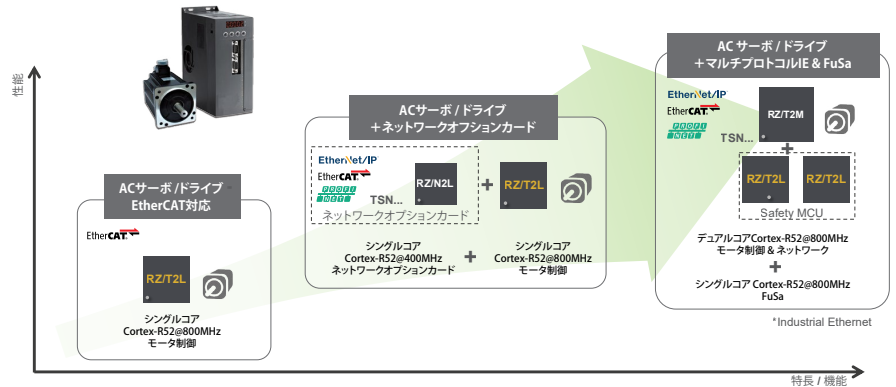 性能
ACサーボ /ドライブ
EtherCAT対応
EtherCAT
RZ/T2L
シングルコア
Cortex-R52@800MHz
モータ制御
ACサーボ / ドライブ
+ネットワークオプションカード
EtherNet/IP
EtherCAT
PROFI
NET
TSN...
RZ/N2L
ネットワークオプションカード
+
RZ/T2L
シングルコア
Cortex-R52@400MHz
ネットワークオプションカード
+
シングルコア
Cortex-R52@800MHz
モータ制御
AC サーボ / ドライブ
+マルチプロトコルIE & FuSa
EtherNet/IP
EtherCAT
PROFI
NET
TSN...
RZ/T2M
+
RZ/T2L
RZ/T2L
Safety MCU
デュアルコアCortex-R52@800MHz
モータ制御 & ネットワーク
+
シングルコア Cortex-R52@800MHz
FuSa
*Industrial Ethernet
特長 / 機能